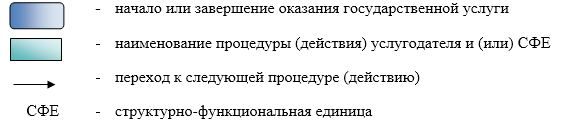 - начало или завершение оказания государственной услуги
- наименование процедуры (действия) услугодателя и (или) СФЕ
- переход к следующей процедуре (действию)
СФЕ - структурно-функциональная единица